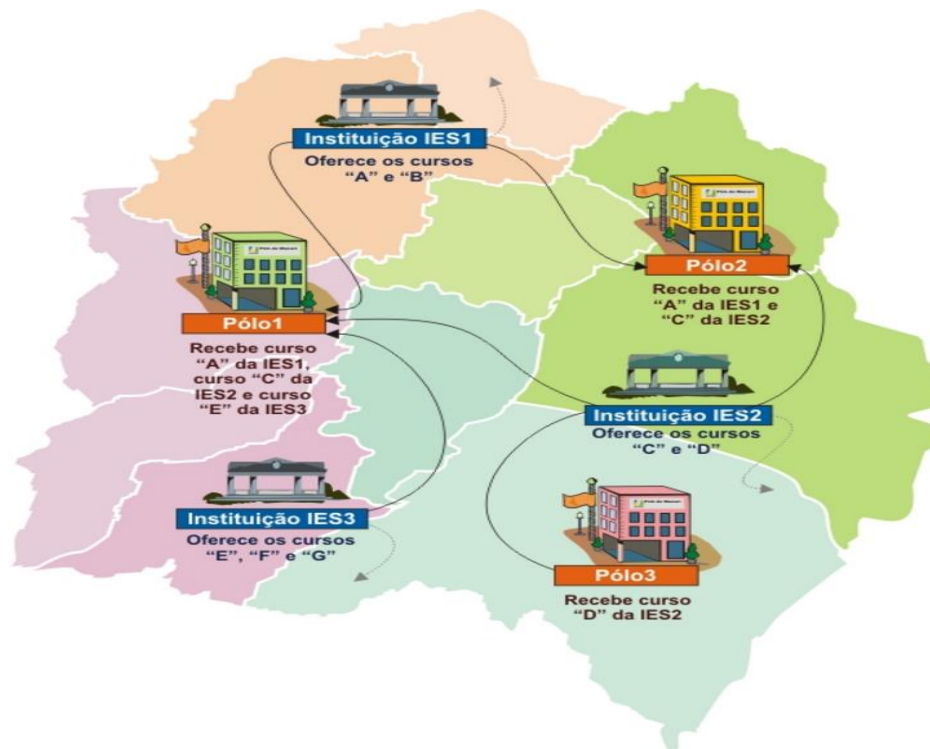 Instituição IES1
Oferece os cursos
“A” e “B”
Pólo2
Recebe curso
“A” da IES1 e
“C” da IES2
Pólo1
Recebe curso
“A” da IES1,
curso “C” da
IES2 e curso
“E” da IES3
Instituição IES2
Oferece os cursos
“C” e “D”
Instituição IES3
Oferece os cursos
“E”, “F” e “G”
Pólo3
Recebe curso
“D” da IES2